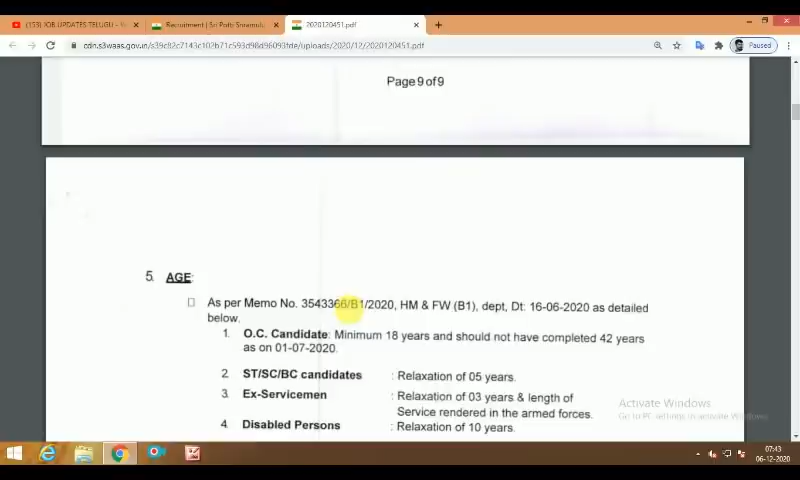 (153) JOB UPDATES TELUGU -
Recruitment | Sri Potti Sriramulu
2020120451.pdf
cdn.s3waas.gov.in/s39c82c7143c102b71c593d98d96093fde/uploads/2020/12/2020120451.pdf
Paused
Page 9 of 9
5. AGE:
As per Memo No. 3543366/B1/2020, HM & FW (B1), dept, Dt: 16-06-2020 as detailed
below.
1. O.C. Candidate: Minimum 18 years and should not have completed 42 years
as on 01-07-2020.
2 ST/SC/BC candidates : Relaxation of 05 years.
3 Ex-Servicemen : Relaxation of 03 years & length of
Service rendered in the armed forces.
4 Disabled Persons : Relaxation of 10 years.
Activate Windows
Go to PC settings to activate Windows.
07:43
06-12-2020